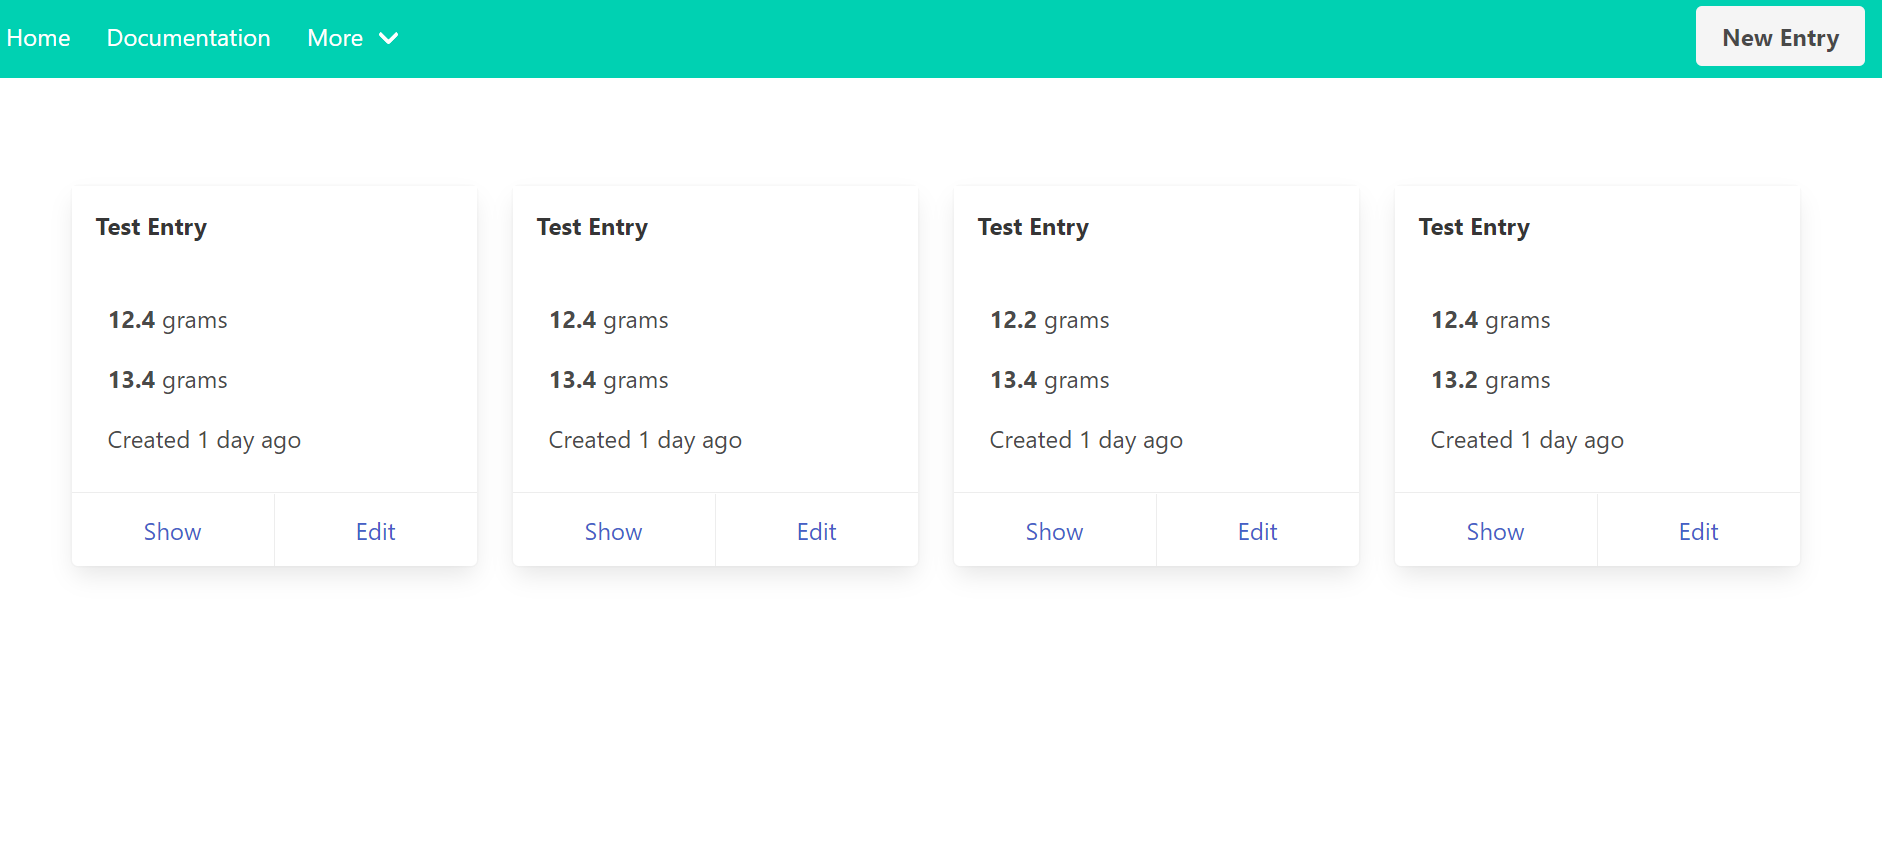 Home Documentation More New Entry
Test Entry Test Entry Test Entry Test Entry
12.4 grams 12.4 grams 12.2 grams 12.4 grams
13.4 grams 13.4 grams 13.4 grams 13.2 grams
Created 1 day ago Created 1 day ago Created 1 day ago Created 1 day ago
Show Edit Show Edit Show Edit Show Edit